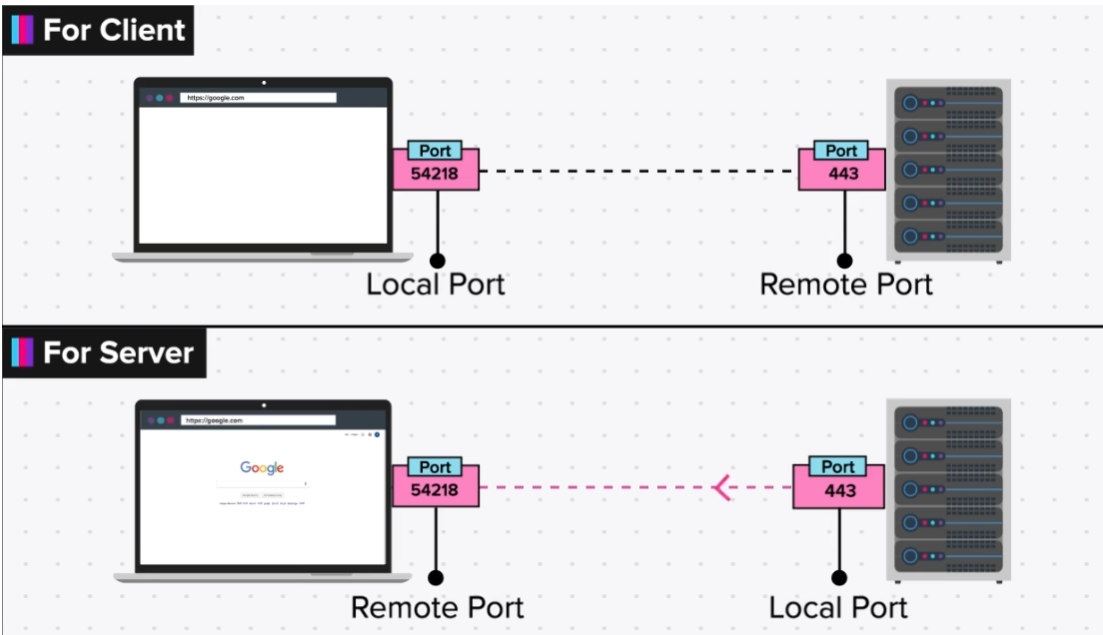 For Client
https://google.com
Port
54218
Port
443
Local Port
Remote Port
For Server
https://google.com
Google
Port
54218
Port
443
Remote Port
Local Port